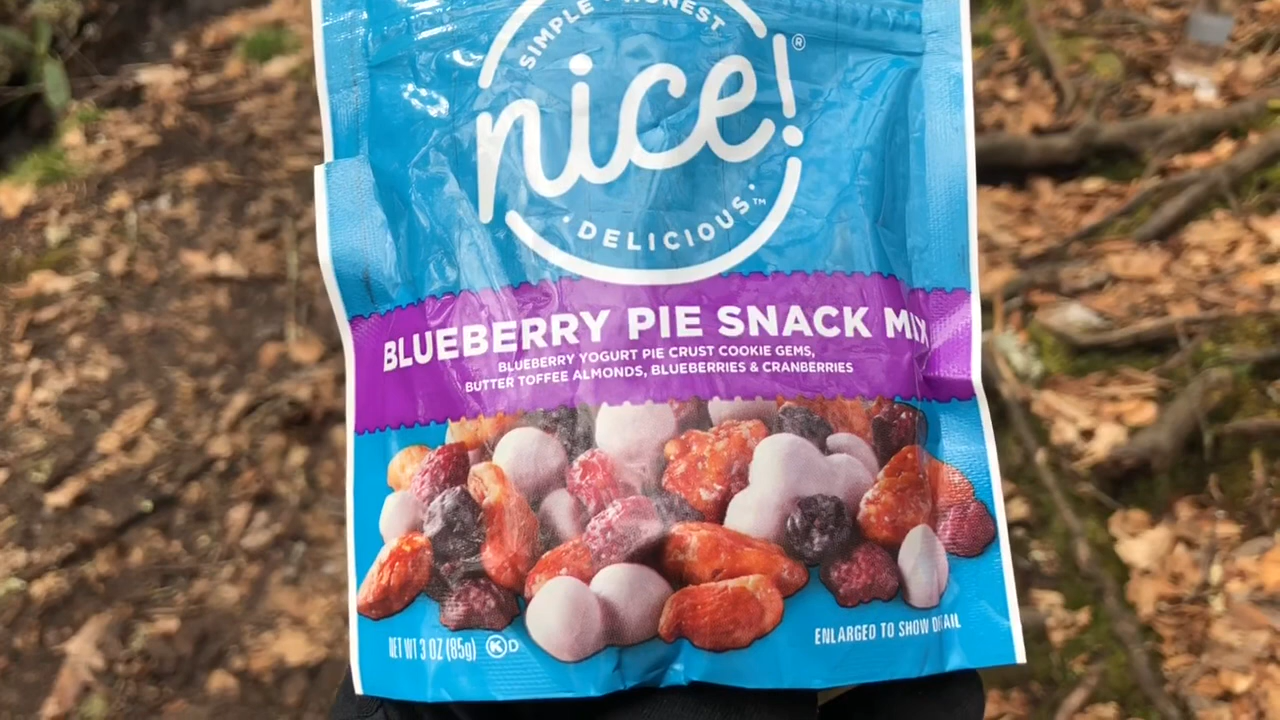 SIMPLE · HONEST
nice!®
· DELICIOUS · ™
BLUEBERRY PIE SNACK MIX
BLUEBERRY YOGURT PIE CRUST COOKIE GEMS,
BUTTER TOFFEE ALMONDS, BLUEBERRIES & CRANBERRIES
NET WT 3 OZ (85g) K D
ENLARGED TO SHOW DETAIL